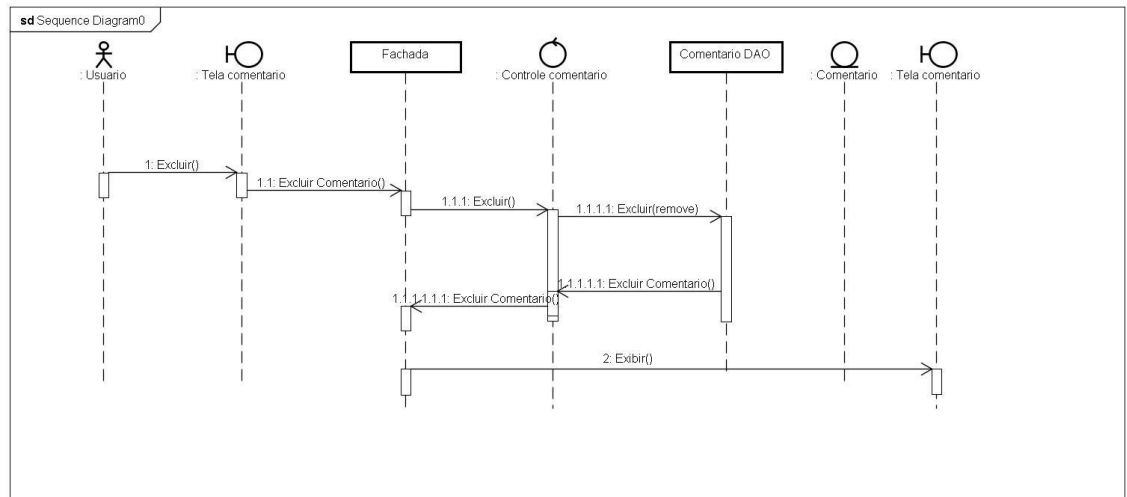 sd Sequence Diagram0
: Usuario
: Tela comentario
Fachada
: Controle comentario
Comentario DAO
: Comentario
: Tela comentario
1: Excluir()
1.1: Excluir Comentario()
1.1.1: Excluir()
1.1.1.1: Excluir(remove)
1.1.1.1.1: Excluir Comentario()
1.1.1.1.1.1: Excluir Comentario()
2: Exibir()